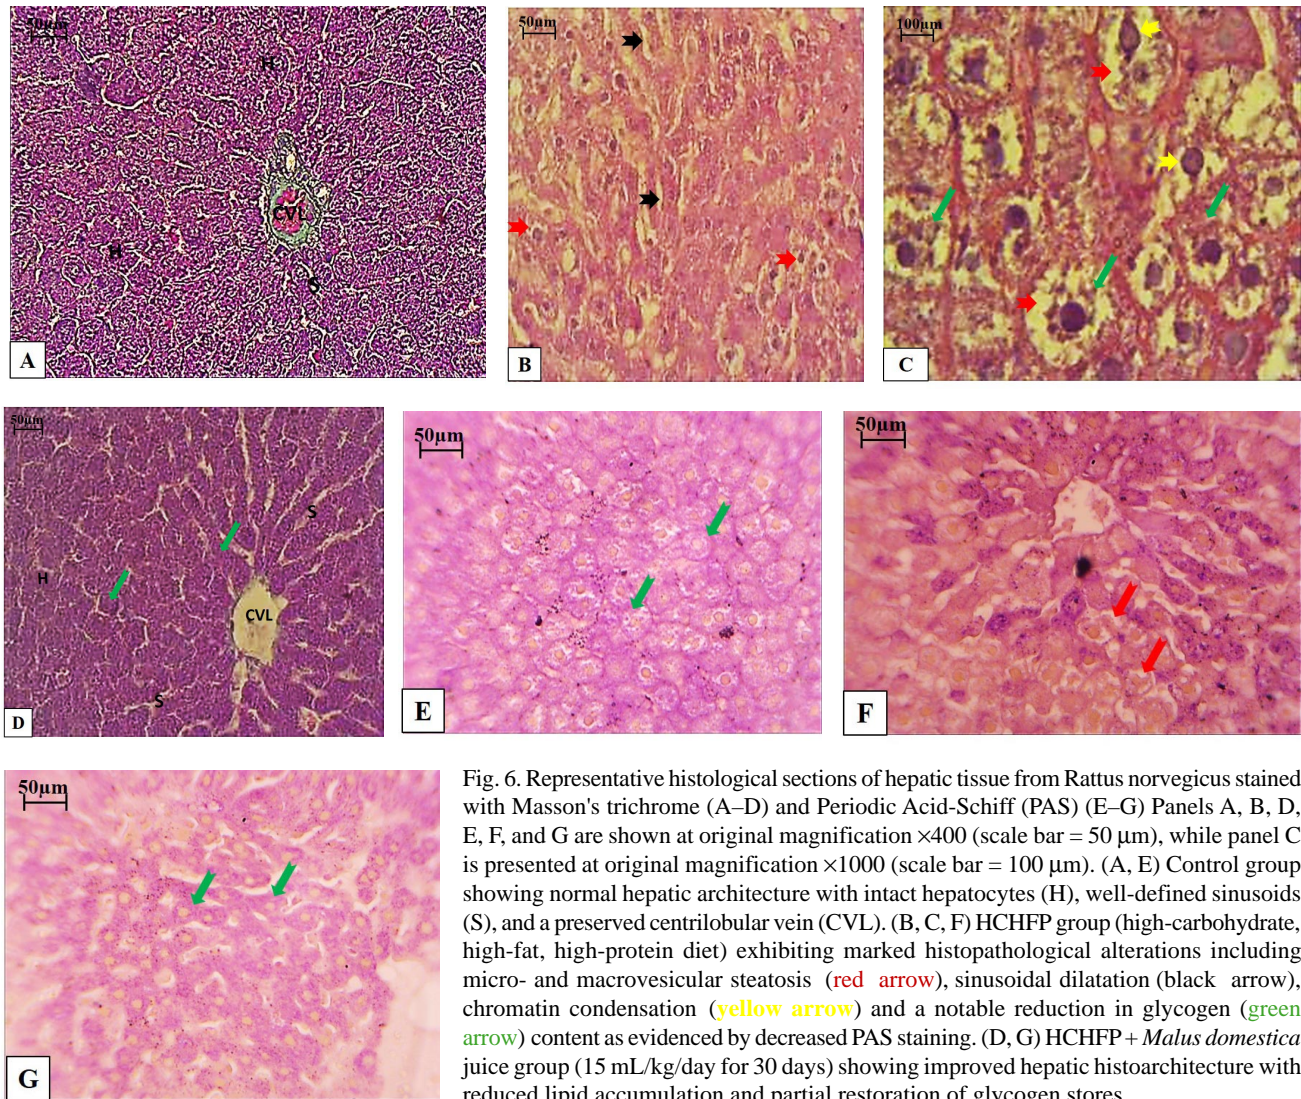 50μm
H
CVL
H
S
A
50μm
B
100μm
C
50μm
S
H
CVL
S
D
50μm
E
50μm
F
50μm
G
Fig. 6. Representative histological sections of hepatic tissue from Rattus norvegicus stained
with Masson's trichrome (A–D) and Periodic Acid-Schiff (PAS) (E–G) Panels A, B, D,
E, F, and G are shown at original magnification ×400 (scale bar = 50 μm), while panel C
is presented at original magnification ×1000 (scale bar = 100 μm). (A, E) Control group
showing normal hepatic architecture with intact hepatocytes (H), well-defined sinusoids
(S), and a preserved centrilobular vein (CVL). (B, C, F) HCHFP group (high-carbohydrate,
high-fat, high-protein diet) exhibiting marked histopathological alterations including
micro- and macrovesicular steatosis (red arrow), sinusoidal dilatation (black arrow),
chromatin condensation (yellow arrow) and a notable reduction in glycogen (green
arrow) content as evidenced by decreased PAS staining. (D, G) HCHFP + Malus domestica
juice group (15 mL/kg/day for 30 days) showing improved hepatic histoarchitecture with
reduced lipid accumulation and partial restoration of glycogen stores.